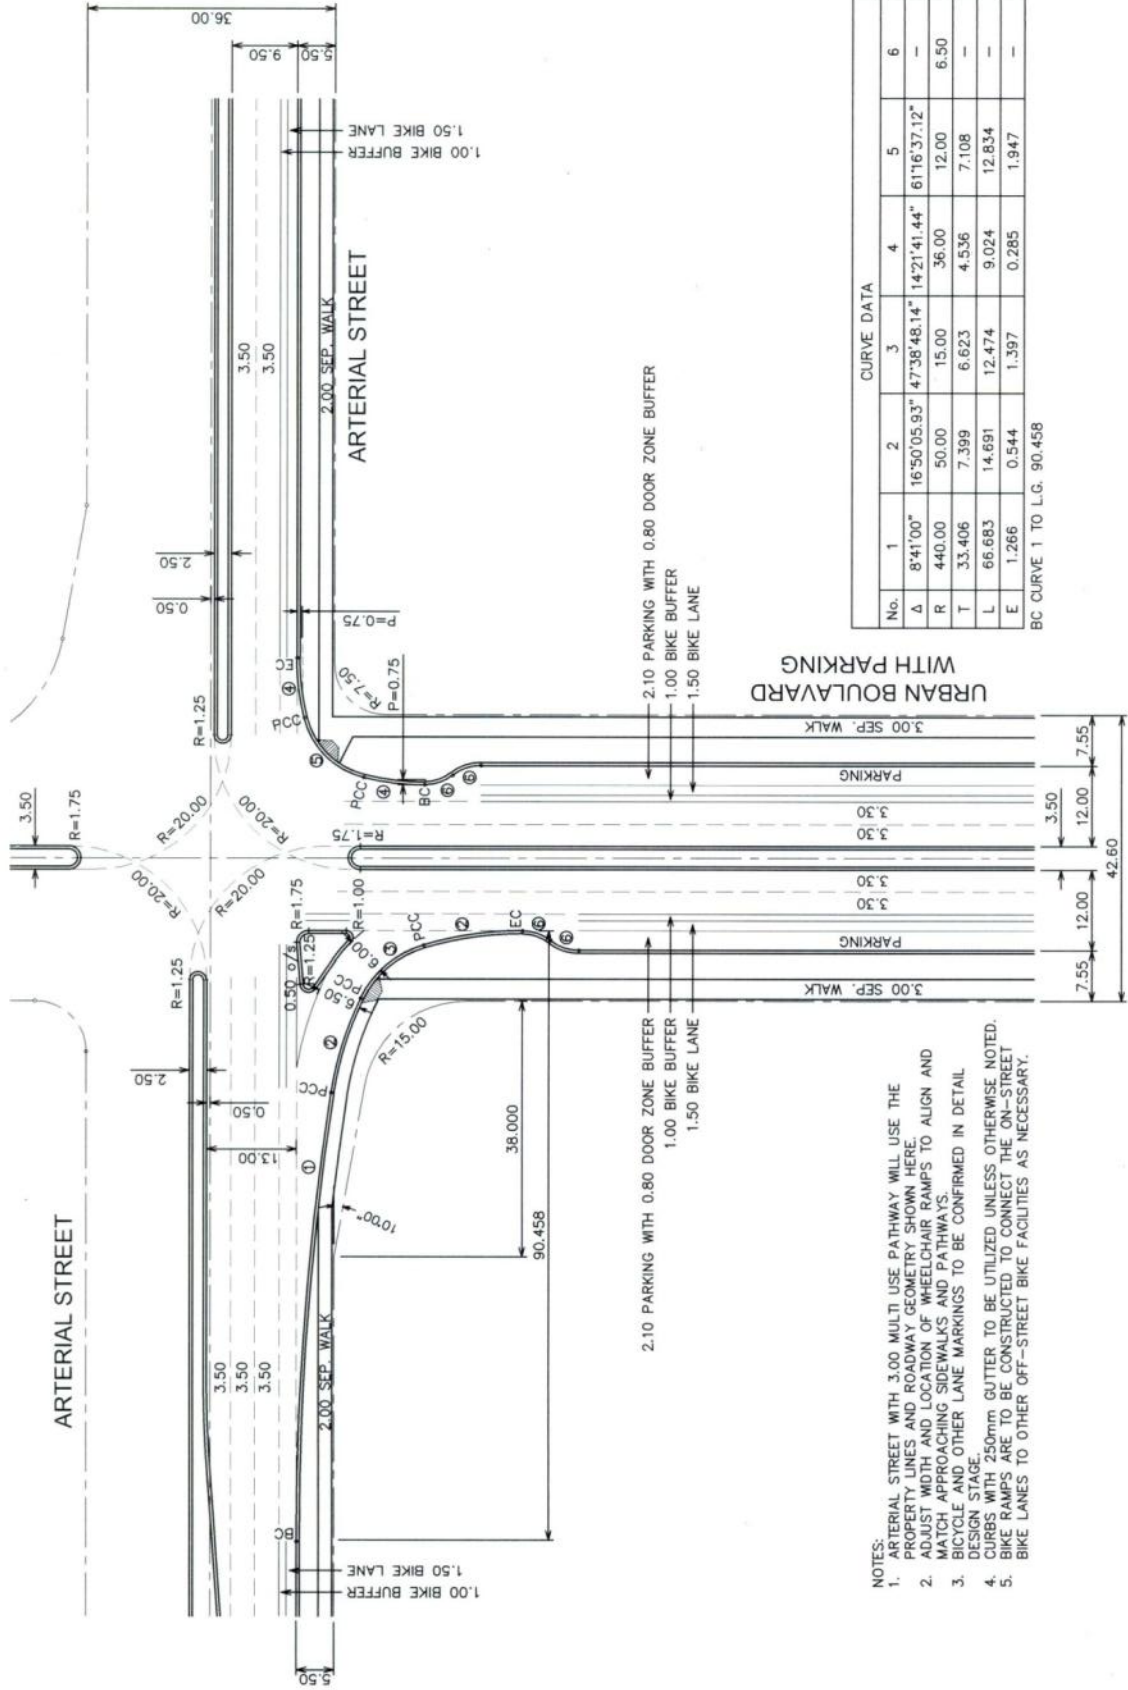 ARTERIAL STREET
ARTERIAL STREET
URBAN BOULAVARD
WITH PARKING
36.00
9.50
5.50
1.50 BIKE LANE
1.00 BIKE BUFFER
3.50
3.50
2.00 SEP. WALK
2.50
0.50
P=0.75
EC
④
R=7.50
PCC
P=0.75
⑤
④
PCC
BC
⑥
⑥
R=1.25
3.50
R=1.75
R=20.00
R=20.00
R=20.00
R=20.00
R=1.75
R=1.75
R=1.00
R=1.25
0.50 o/s
6.00
6.50
③
PCC
②
EC
⑥
⑥
PCC
②
PCC
R=15.00
R=1.25
2.50
0.50
13.00
①
10°00"
38.000
90.458
3.50
3.50
3.50
2.00 SEP. WALK
BC
1.50 BIKE LANE
1.00 BIKE BUFFER
5.50
2.10 PARKING WITH 0.80 DOOR ZONE BUFFER
1.00 BIKE BUFFER
1.50 BIKE LANE
2.10 PARKING WITH 0.80 DOOR ZONE BUFFER
1.00 BIKE BUFFER
1.50 BIKE LANE
3.00 SEP. WALK
PARKING
3.30
3.30
3.30
3.30
PARKING
3.00 SEP. WALK
7.55
12.00
3.50
12.00
7.55
42.60
CURVE DATA
No. 1 2 3 4 5 6
Δ 8°41'00" 16°50'05.93" 47°38'48.14" 14°21'41.44" 61°16'37.12" –
R 440.00 50.00 15.00 36.00 12.00 6.50
T 33.406 7.399 6.623 4.536 7.108 –
L 66.683 14.691 12.474 9.024 12.834 –
E 1.266 0.544 1.397 0.285 1.947 –
BC CURVE 1 TO L.G. 90.458
NOTES:
1. ARTERIAL STREET WITH 3.00 MULTI USE PATHWAY WILL USE THE
PROPERTY LINES AND ROADWAY GEOMETRY SHOWN HERE.
2. ADJUST WIDTH AND LOCATION OF WHEELCHAIR RAMPS TO ALIGN AND
MATCH APPROACHING SIDEWALKS AND PATHWAYS.
3. BICYCLE AND OTHER LANE MARKINGS TO BE CONFIRMED IN DETAIL
DESIGN STAGE.
4. CURBS WITH 250mm GUTTER TO BE UTILIZED UNLESS OTHERWISE NOTED.
5. BIKE RAMPS ARE TO BE CONSTRUCTED TO CONNECT THE ON-STREET
BIKE LANES TO OTHER OFF-STREET BIKE FACILITIES AS NECESSARY.